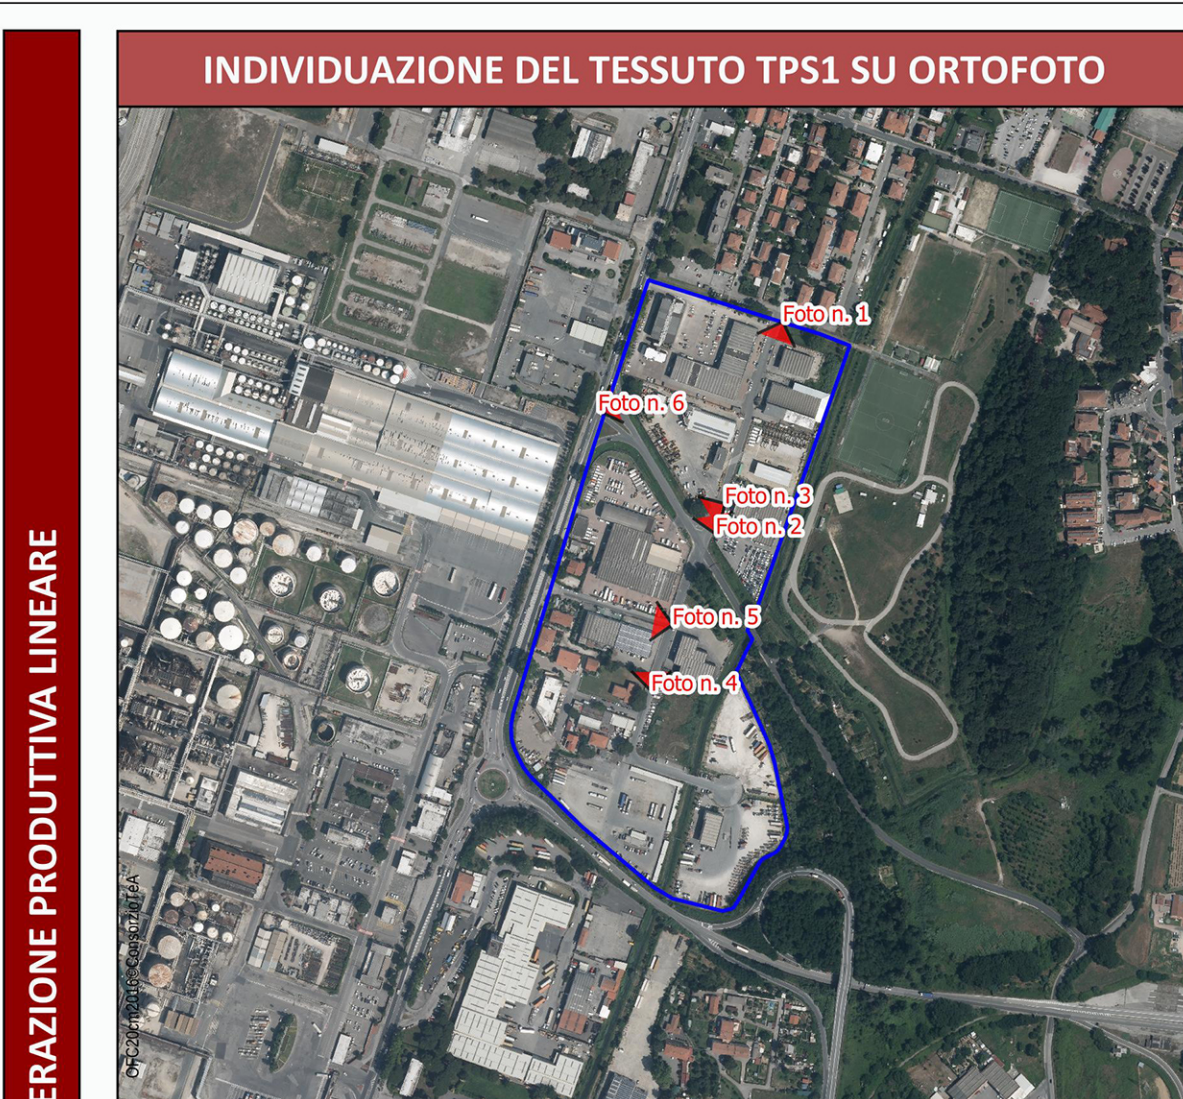 INDIVIDUAZIONE DEL TESSUTO TPS1 SU ORTOFOTO
ERAZIONE PRODUTTIVA LINEARE
Foto n. 1
Foto n. 6
Foto n. 3
Foto n. 2
Foto n. 5
Foto n. 4
OFC20cm2016©ConsorzioTeA